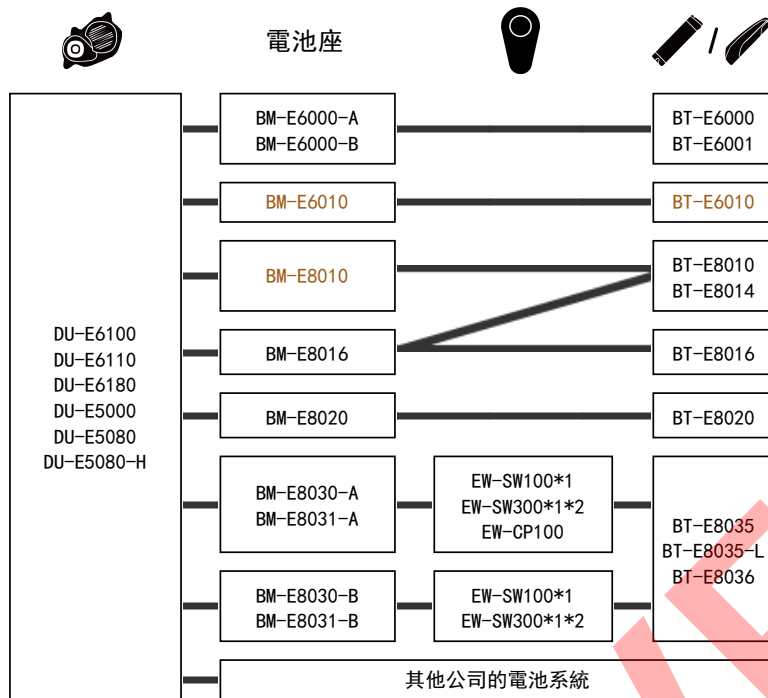 電池座
/
DU-E6100
DU-E6110
DU-E6180
DU-E5000
DU-E5080
DU-E5080-H
BM-E6000-A
BM-E6000-B
BT-E6000
BT-E6001
BM-E6010
BT-E6010
BM-E8010
BT-E8010
BT-E8014
BM-E8016
BT-E8016
BM-E8020
BT-E8020
BM-E8030-A
BM-E8031-A
EW-SW100*1
EW-SW300*1*2
EW-CP100
BT-E8035
BT-E8035-L
BT-E8036
BM-E8030-B
BM-E8031-B
EW-SW100*1
EW-SW300*1*2
其他公司的電池系統